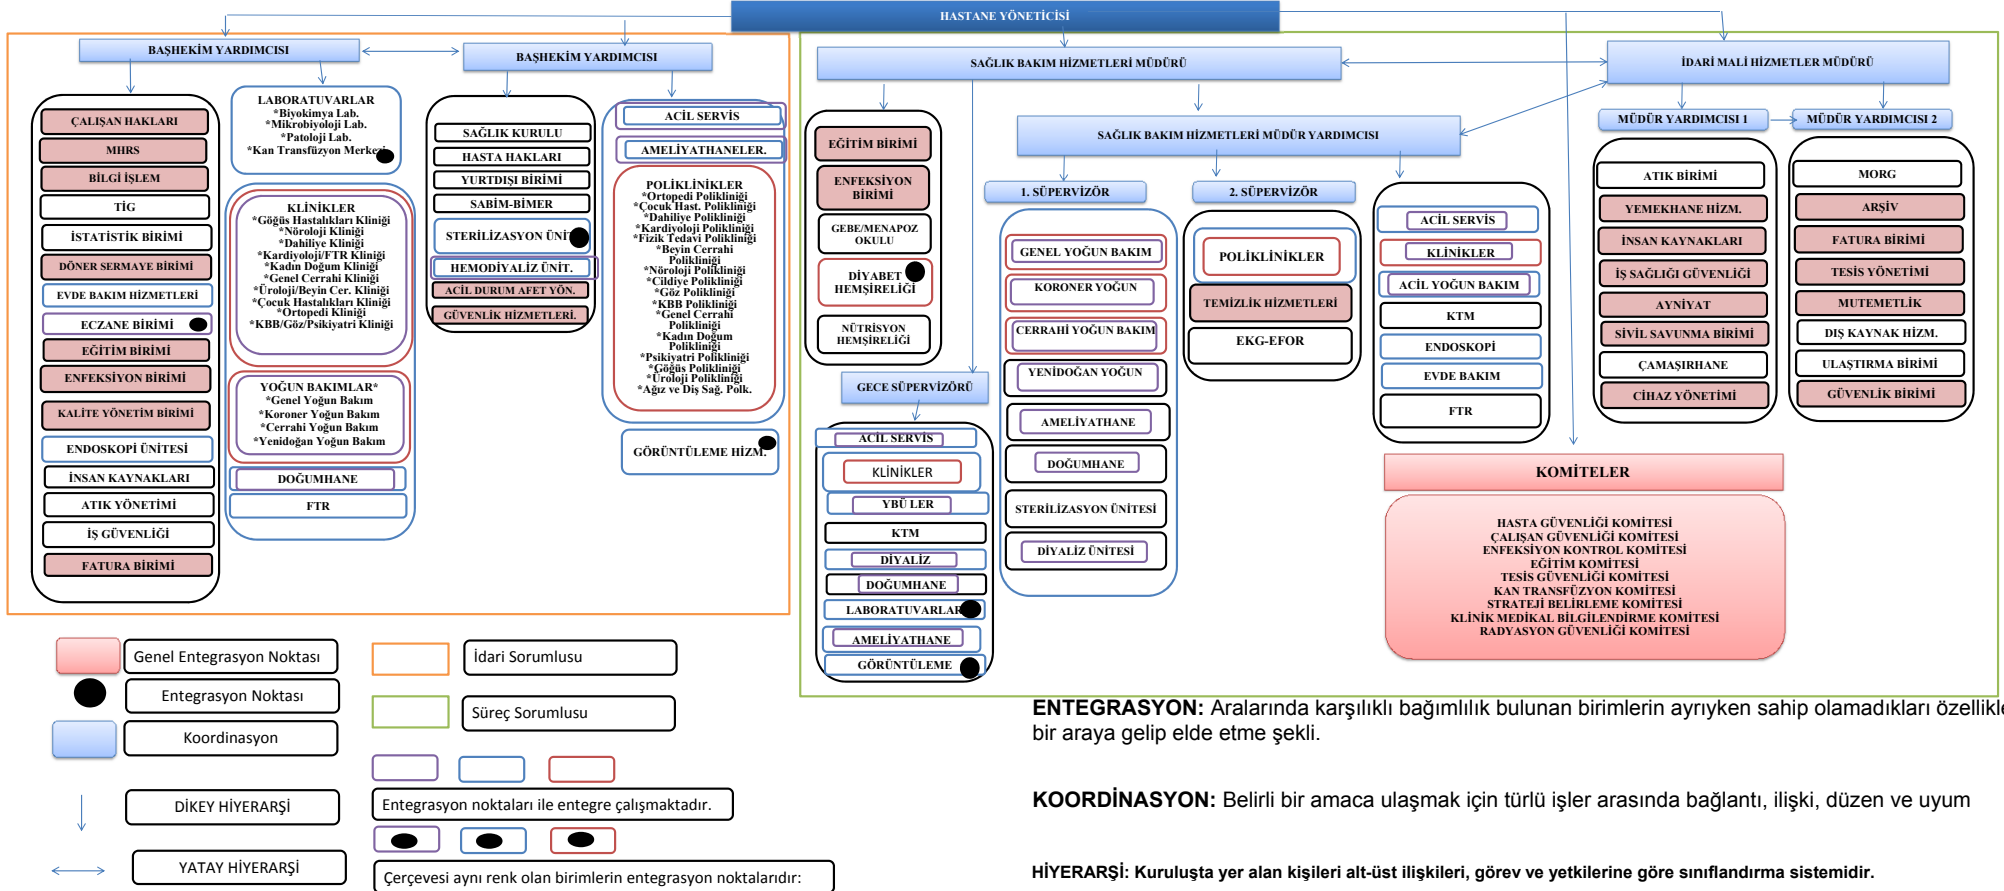 HASTANE YÖNETİCİSİ
BAŞHEKİM YARDIMCISI
ÇALIŞAN HAKLARI
MHRS
BİLGİ İŞLEM
TİG
İSTATİSTİK BİRİMİ
DÖNER SERMAYE BİRİMİ
EVDE BAKIM HİZMETLERİ
ECZANE BİRİMİ
EĞİTİM BİRİMİ
ENFEKSİYON BİRİMİ
KALİTE YÖNETİM BİRİMİ
ENDOSKOPİ ÜNİTESİ
İNSAN KAYNAKLARI
ATIK YÖNETİMİ
İŞ GÜVENLİĞİ
FATURA BİRİMİ
LABORATUVARLAR
*Biyokimya Lab.
*Mikrobiyoloji Lab.
*Patoloji Lab.
*Kan Transfüzyon Merkezi
KLİNİKLER
*Göğüs Hastalıkları Kliniği
*Nöroloji Kliniği
*Dahiliye Kliniği
*Kardiyoloji/FTR Kliniği
*Kadın Doğum Kliniği
*Genel Cerrahi Kliniği
*Üroloji/Beyin Cer. Kliniği
*Çocuk Hastalıkları Kliniği
*Ortopedi Kliniği
*KBB/Göz/Psikiyatri Kliniği
YOĞUN BAKIMLAR*
*Genel Yoğun Bakım
*Koroner Yoğun Bakım
*Cerrahi Yoğun Bakım
*Yenidoğan Yoğun Bakım
DOĞUMHANE
FTR
BAŞHEKİM YARDIMCISI
SAĞLIK KURULU
HASTA HAKLARI
YURTDIŞI BİRİMİ
SABİM-BİMER
STERİLİZASYON ÜNİT
HEMODİYALİZ ÜNİT.
ACİL DURUM AFET YÖN.
GÜVENLİK HİZMETLERİ.
ACİL SERVİS
AMELİYATHANELER.
POLİKLİNİKLER
*Ortopedi Polikliniği
*Çocuk Hast. Polikliniği
*Dahiliye Polikliniği
*Kardiyoloji Polikliniği
*Fizik Tedavi Polikliniği
*Beyin Cerrahi
Polikliniği
*Nöroloji Polikliniği
*Cildiye Polikliniği
*Göz Polikliniği
*KBB Polikliniği
*Genel Cerrahi
Polikliniği
*Kadın Doğum
Polikliniği
*Psikiyatri Polikliniği
*Göğüs Polikliniği
*Üroloji Polikliniği
*Ağız ve Diş Sağ. Polk.
GÖRÜNTÜLEME HİZM.
SAĞLIK BAKIM HİZMETLERİ MÜDÜRÜ
EĞİTİM BİRİMİ
ENFEKSİYON
BİRİMİ
GEBE/MENAPOZ
OKULU
DİYABET
HEMŞİRELİĞİ
NÜTRİSYON
HEMŞİRELİĞİ
GECE SÜPERVİZÖRÜ
ACİL SERVİS
KLİNİKLER
YBÜ LER
KTM
DİYALİZ
DOĞUMHANE
LABORATUVARLAR
AMELİYATHANE
GÖRÜNTÜLEME
SAĞLIK BAKIM HİZMETLERİ MÜDÜR YARDIMCISI
1. SÜPERVİZÖR
GENEL YOĞUN BAKIM
KORONER YOĞUN
CERRAHİ YOĞUN BAKIM
YENİDOĞAN YOĞUN
AMELİYATHANE
DOĞUMHANE
STERİLİZASYON ÜNİTESİ
DİYALİZ ÜNİTESİ
2. SÜPERVİZÖR
POLİKLİNİKLER
TEMİZLİK HİZMETLERİ
EKG-EFOR
ACİL SERVİS
KLİNİKLER
ACİL YOĞUN BAKIM
KTM
ENDOSKOPİ
EVDE BAKIM
FTR
İDARİ MALİ HİZMETLER MÜDÜRÜ
MÜDÜR YARDIMCISI 1
ATIK BİRİMİ
YEMEKHANE HİZM.
İNSAN KAYNAKLARI
İŞ SAĞLIĞI GÜVENLİĞİ
AYNİYAT
SİVİL SAVUNMA BİRİMİ
ÇAMAŞIRHANE
CİHAZ YÖNETİMİ
MÜDÜR YARDIMCISI 2
MORG
ARŞİV
FATURA BİRİMİ
TESİS YÖNETİMİ
MUTEMETLİK
DIŞ KAYNAK HİZM.
ULAŞTIRMA BİRİMİ
GÜVENLİK BİRİMİ
KOMİTELER
HASTA GÜVENLİĞİ KOMİTESİ
ÇALIŞAN GÜVENLİĞİ KOMİTESİ
ENFEKSİYON KONTROL KOMİTESİ
EĞİTİM KOMİTESİ
TESİS GÜVENLİĞİ KOMİTESİ
KAN TRANSFÜZYON KOMİTESİ
STRATEJİ BELİRLEME KOMİTESİ
KLİNİK MEDİKAL BİLGİLENDİRME KOMİTESİ
RADYASYON GÜVENLİĞİ KOMİTESİ
Genel Entegrasyon Noktası
Entegrasyon Noktası
Koordinasyon
DİKEY HİYERARŞİ
YATAY HİYERARŞİ
İdari Sorumlusu
Süreç Sorumlusu
Entegrasyon noktaları ile entegre çalışmaktadır.
Çerçevesi aynı renk olan birimlerin entegrasyon noktalarıdır:
ENTEGRASYON: Aralarında karşılıklı bağımlılık bulunan birimlerin ayrıyken sahip olamadıkları özellikle
bir araya gelip elde etme şekli.
KOORDİNASYON: Belirli bir amaca ulaşmak için türlü işler arasında bağlantı, ilişki, düzen ve uyum
HİYERARŞİ: Kuruluşta yer alan kişileri alt-üst ilişkileri, görev ve yetkilerine göre sınıflandırma sistemidir.